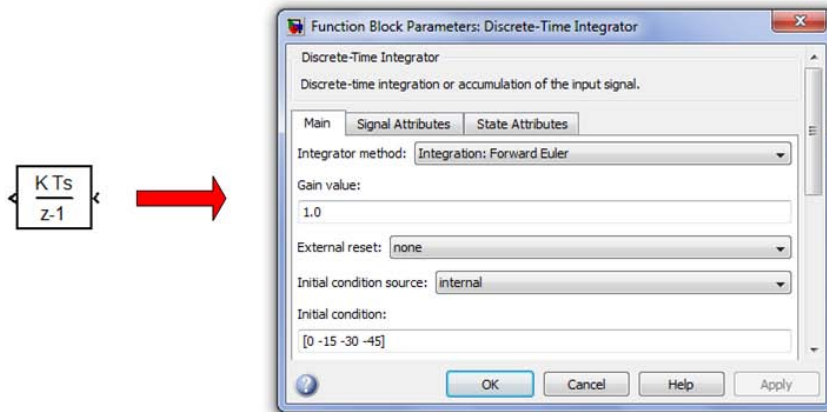 Function Block Parameters: Discrete-Time Integrator
Discrete-Time Integrator
Discrete-time integration or accumulation of the input signal.
Main Signal Attributes State Attributes
Integrator method: Integration: Forward Euler
Gain value:
1.0
External reset: none
Initial condition source: internal
Initial condition:
[0 -15 -30 -45]
OK Cancel Help Apply
K Ts
z-1